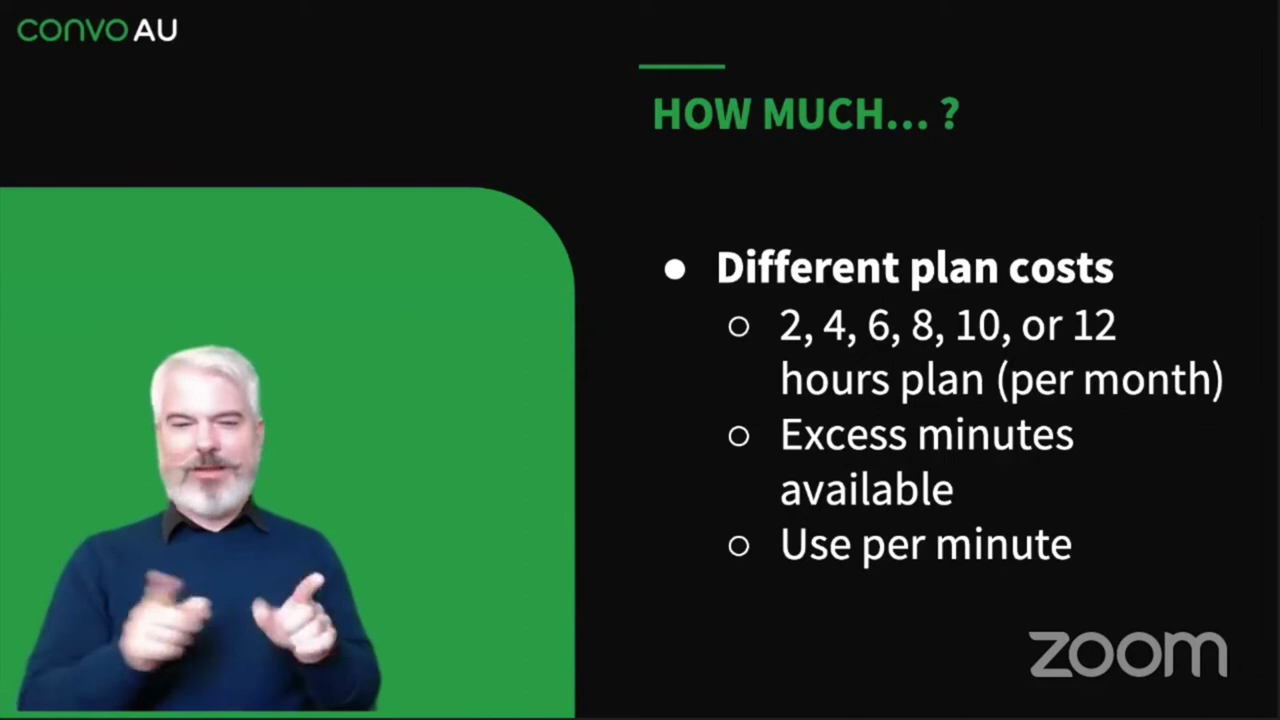 convo AU
HOW MUCH... ?
● Different plan costs
○ 2, 4, 6, 8, 10, or 12
hours plan (per month)
○ Excess minutes
available
○ Use per minute
zoom